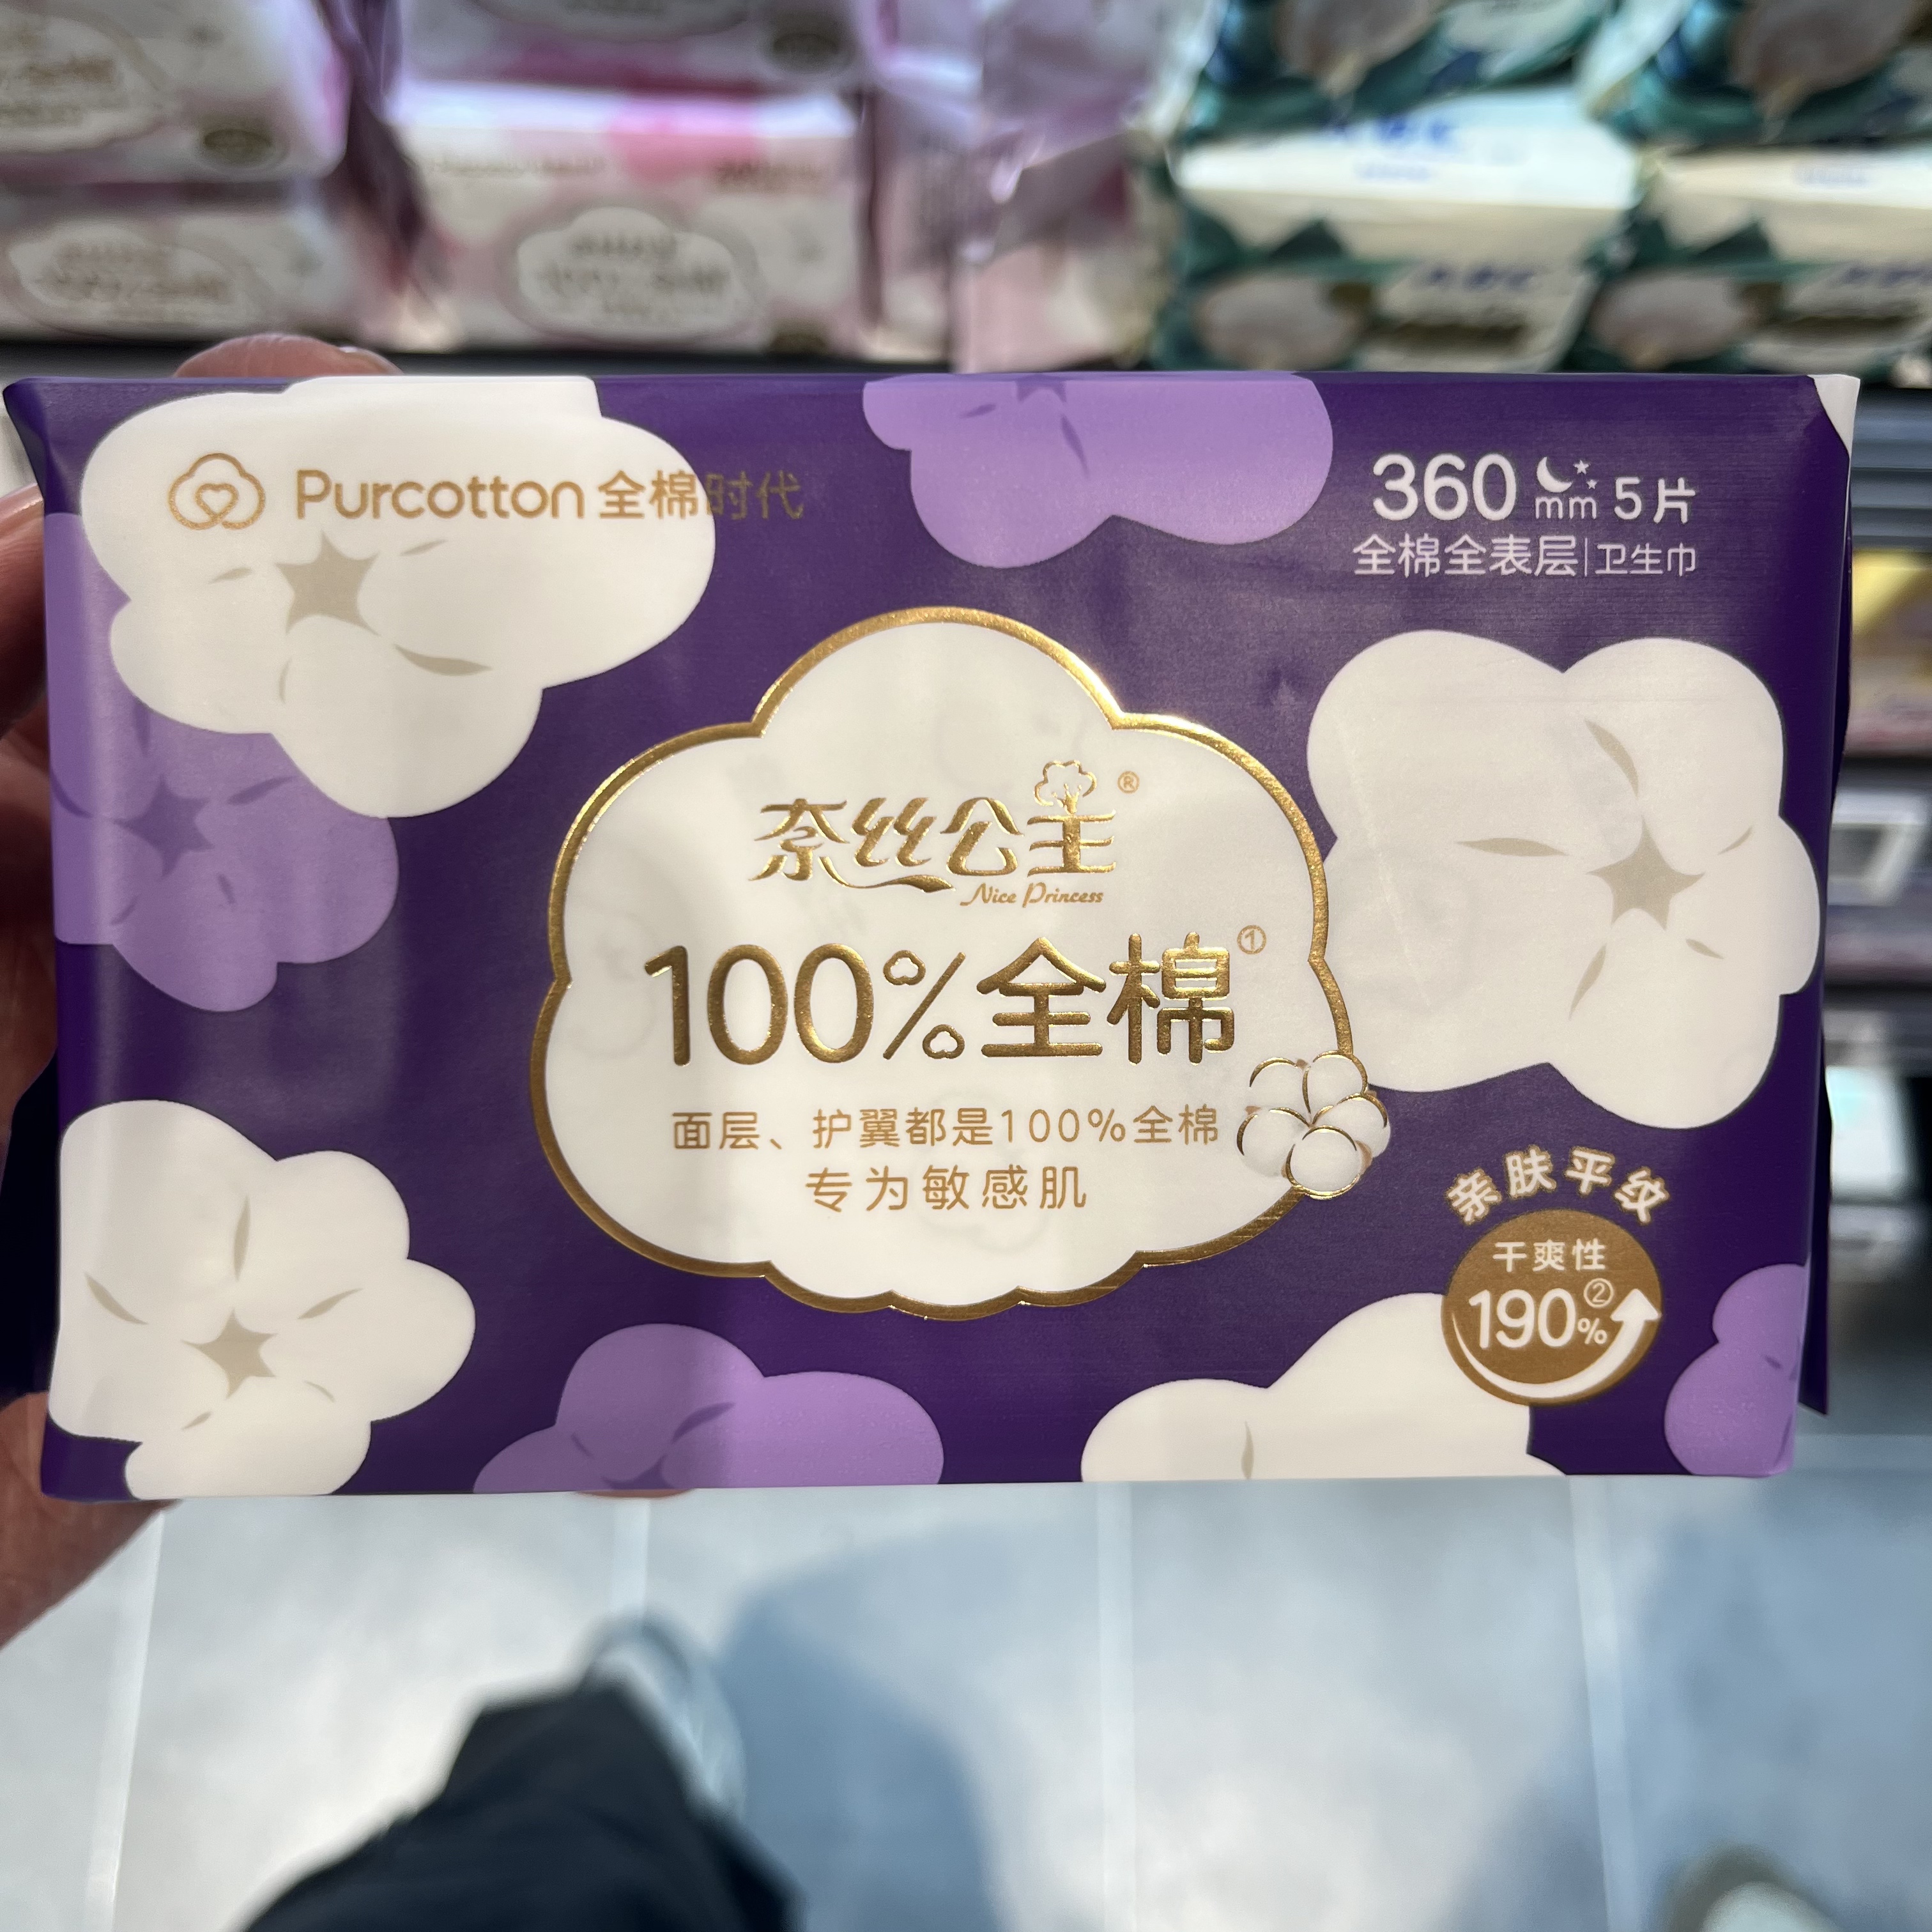 Purcotton 全棉时代
360 mm 5片
全棉全表层|卫生巾
奈丝公主®
Nice Princess
100%全棉①
面层、护翼都是100%全棉
专为敏感肌
亲肤平纹
干爽性
190%②